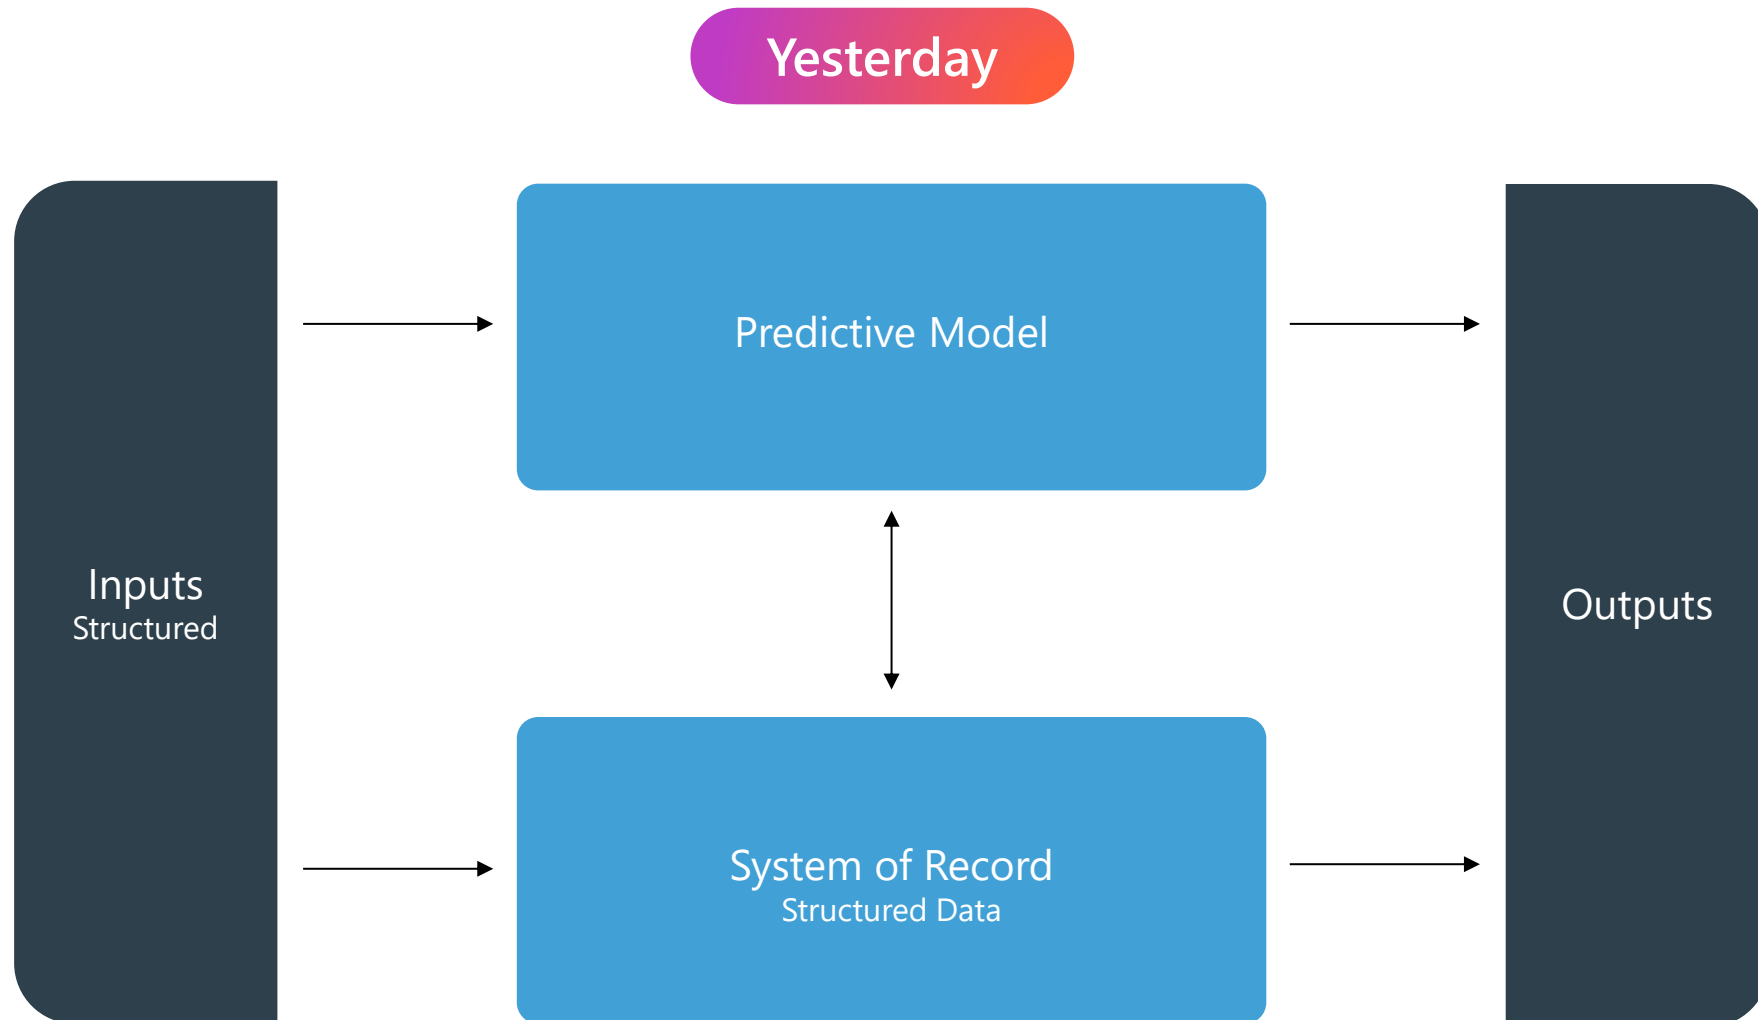 Yesterday
Predictive Model
Inputs
Structured
Outputs
System of Record
Structured Data